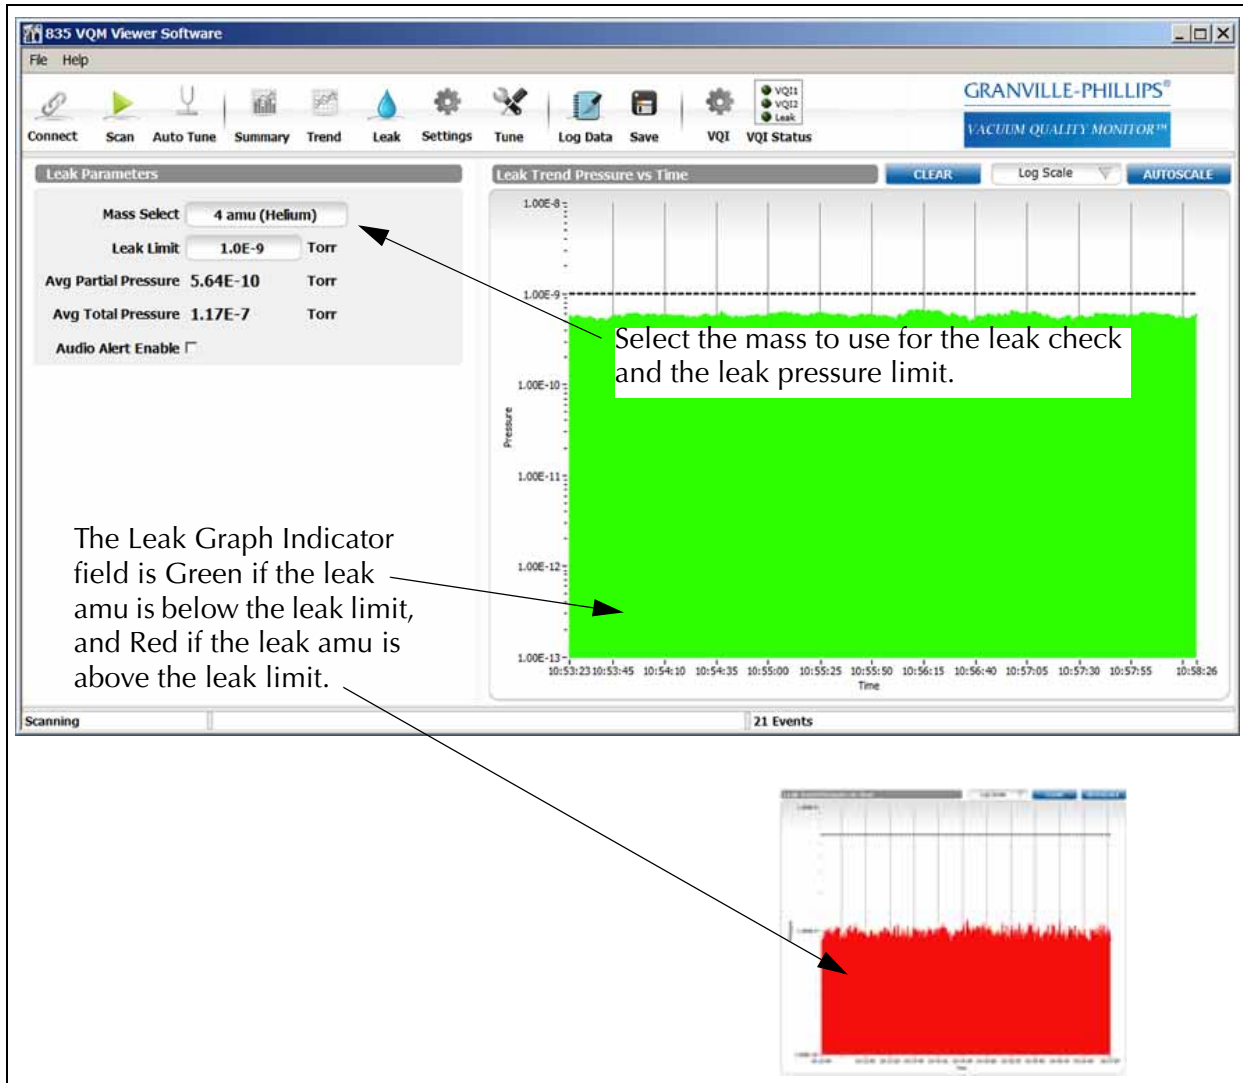 835 VQM Viewer Software
File Help
Connect Scan Auto Tune Summary Trend Leak Settings Tune Log Data Save VQI VQI Status
VQI1
VQI2
Leak
GRANVILLE-PHILLIPS®
VACUUM QUALITY MONITOR™
Leak Parameters
Mass Select 4 amu (Helium)
Leak Limit 1.0E-9 Torr
Avg Partial Pressure 5.64E-10 Torr
Avg Total Pressure 1.17E-7 Torr
Audio Alert Enable
Leak Trend Pressure vs Time CLEAR Log Scale AUTOSCALE
1.00E-8
1.00E-9
1.00E-10
1.00E-11
1.00E-12
1.00E-13
Pressure
10:53:23 10:53:45 10:54:10 10:54:35 10:55:00 10:55:25 10:55:50 10:56:15 10:56:40 10:57:05 10:57:30 10:57:55 10:58:26
Time
Select the mass to use for the leak check
and the leak pressure limit.
The Leak Graph Indicator
field is Green if the leak
amu is below the leak limit,
and Red if the leak amu is
above the leak limit.
Scanning 21 Events